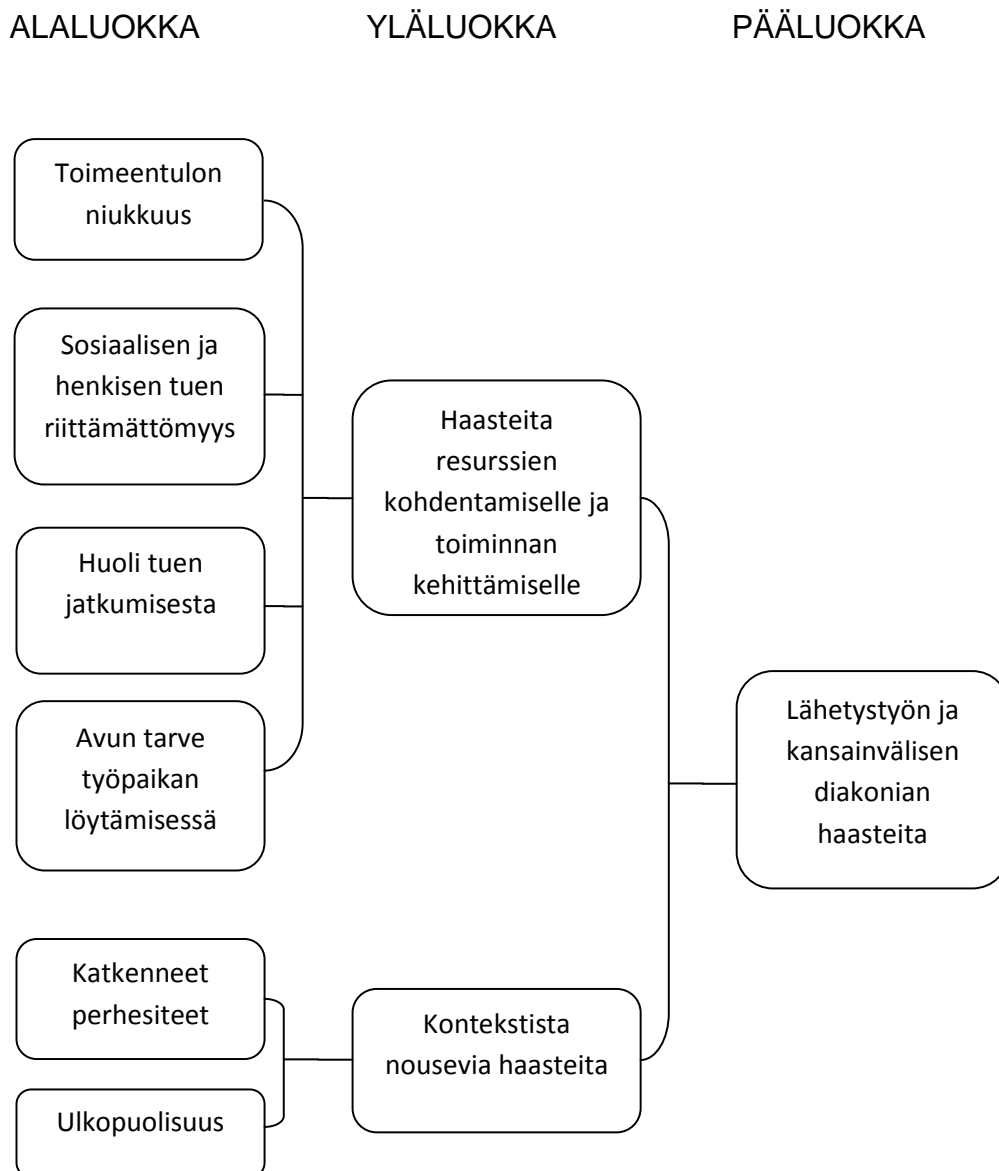 ALALUOKKA YLÄLUOKKA PÄÄLUOKKA
Toimeentulon
niukkuus
Sosiaalisen ja
henkisen tuen
riittämättömyys
Huoli tuen
jatkumisesta
Avun tarve
työpaikan
löytämisessä
Katkenneet
perhesiteet
Ulkopuolisuus
Haasteita
resurssien
kohdentamiselle ja
toiminnan
kehittämiselle
Kontekstista
nousevia haasteita
Lähetystyön ja
kansainvälisen
diakonian
haasteita